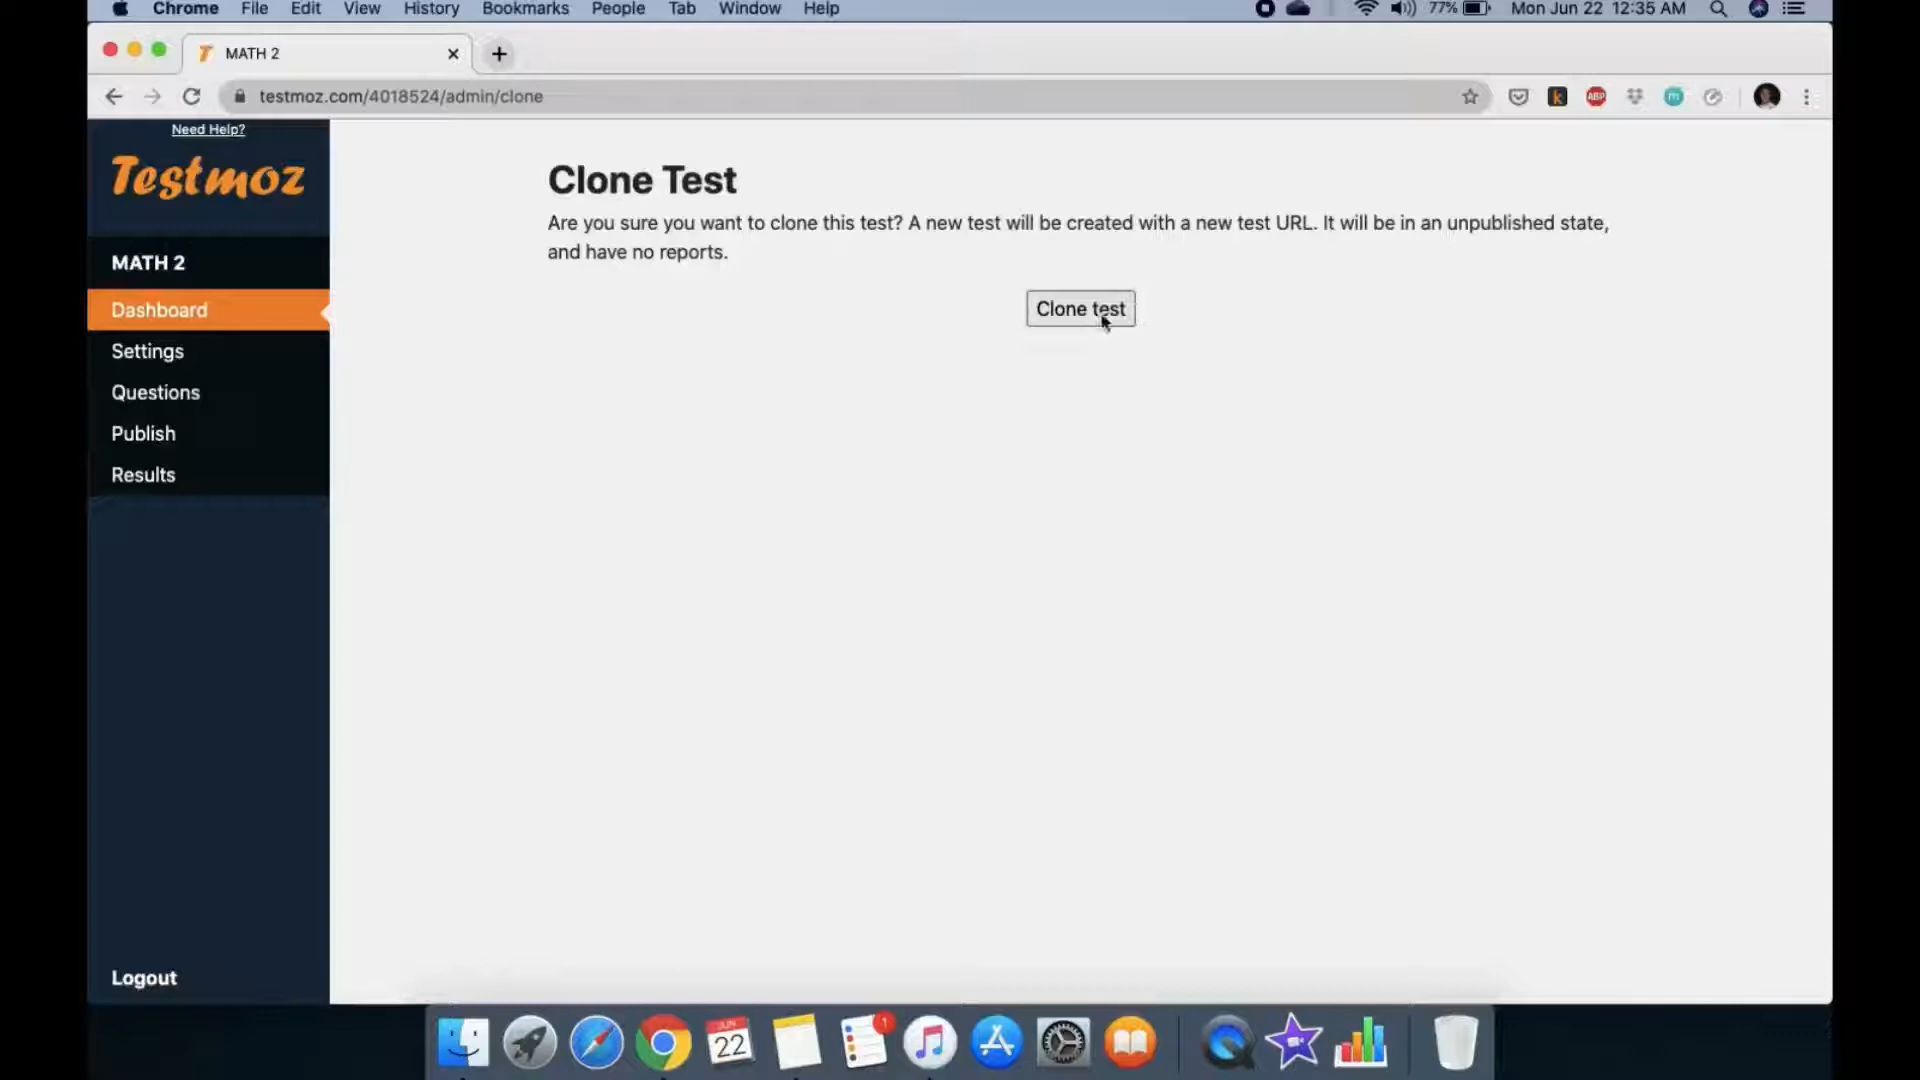 Chrome File Edit View History Bookmarks People Tab Window Help 77% Mon Jun 22 12:35 AM
MATH 2
testmoz.com/4018524/admin/clone
k ABP m
Need Help?
Testmoz
MATH 2
Dashboard
Settings
Questions
Publish
Results
Logout
Clone Test
Are you sure you want to clone this test? A new test will be created with a new test URL. It will be in an unpublished state,
and have no reports.
Clone test
JUN
22
1